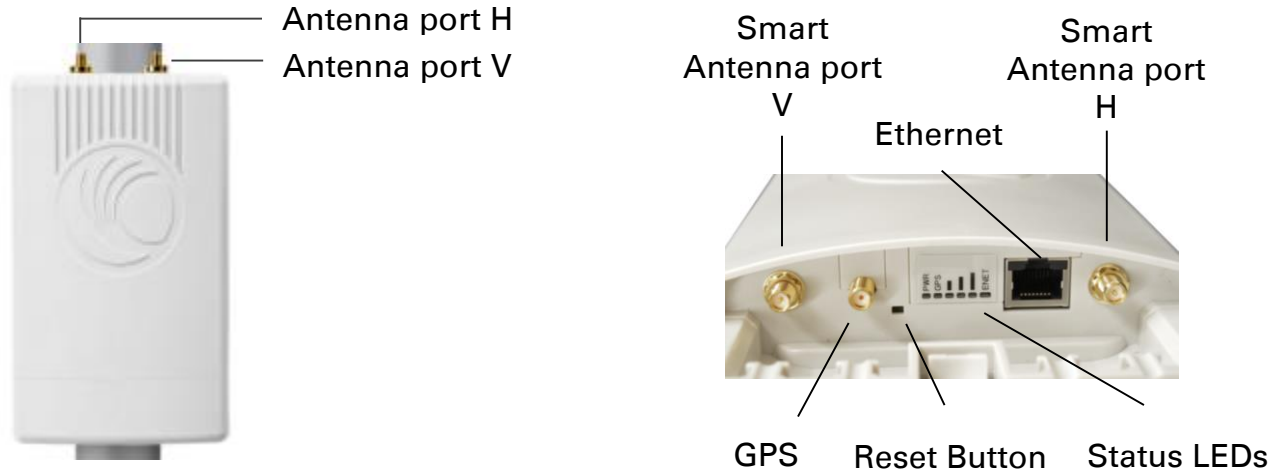 Antenna port H
Antenna port V
Smart
Antenna port
V
Smart
Antenna port
H
Ethernet
PWR
GPS
ENET
GPS
Reset Button
Status LEDs